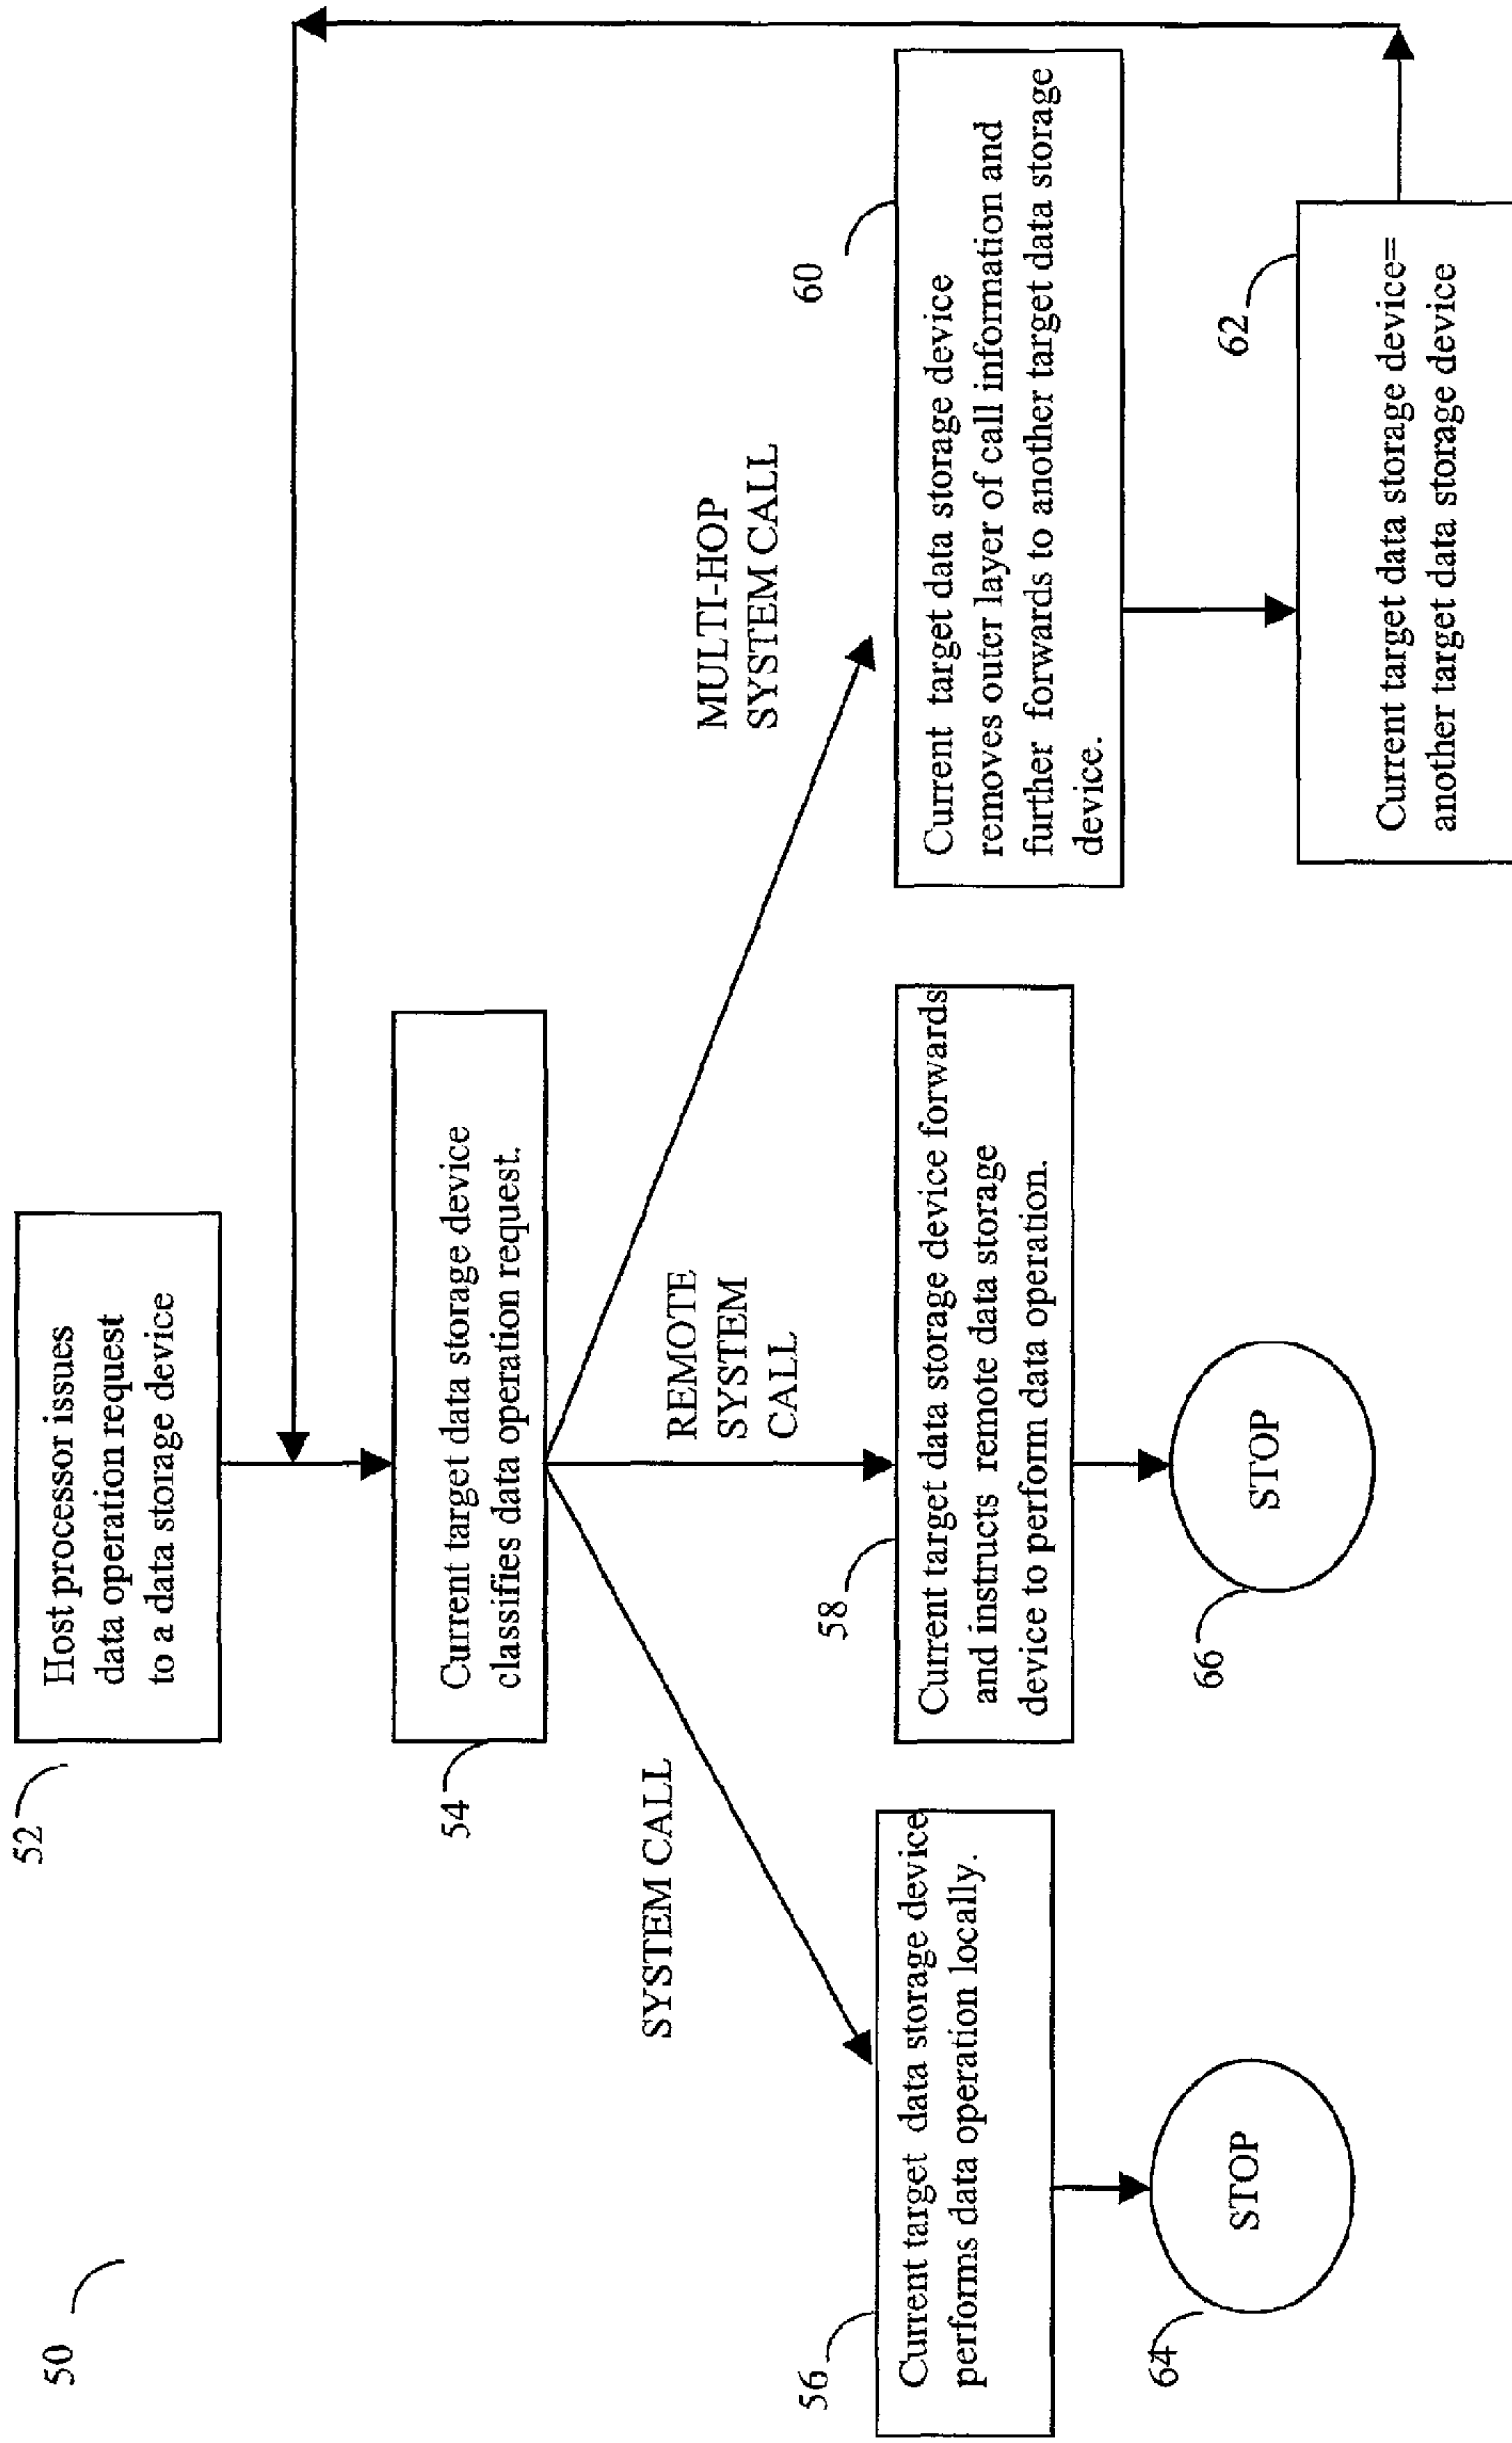 50
52
Host processor issues
data operation request
to a data storage device
54
Current target data storage device
classifies data operation request.
SYSTEM CALL
REMOTE
SYSTEM
CALL
MULTI-HOP
SYSTEM CALL
56
Current target data storage device
performs data operation locally.
58
Current target data storage device forwards
and instructs remote data storage
device to perform data operation.
60
Current target data storage device
removes outer layer of call information and
further forwards to another target data storage
device.
64
STOP
66
STOP
62
Current target data storage device=
another target data storage device